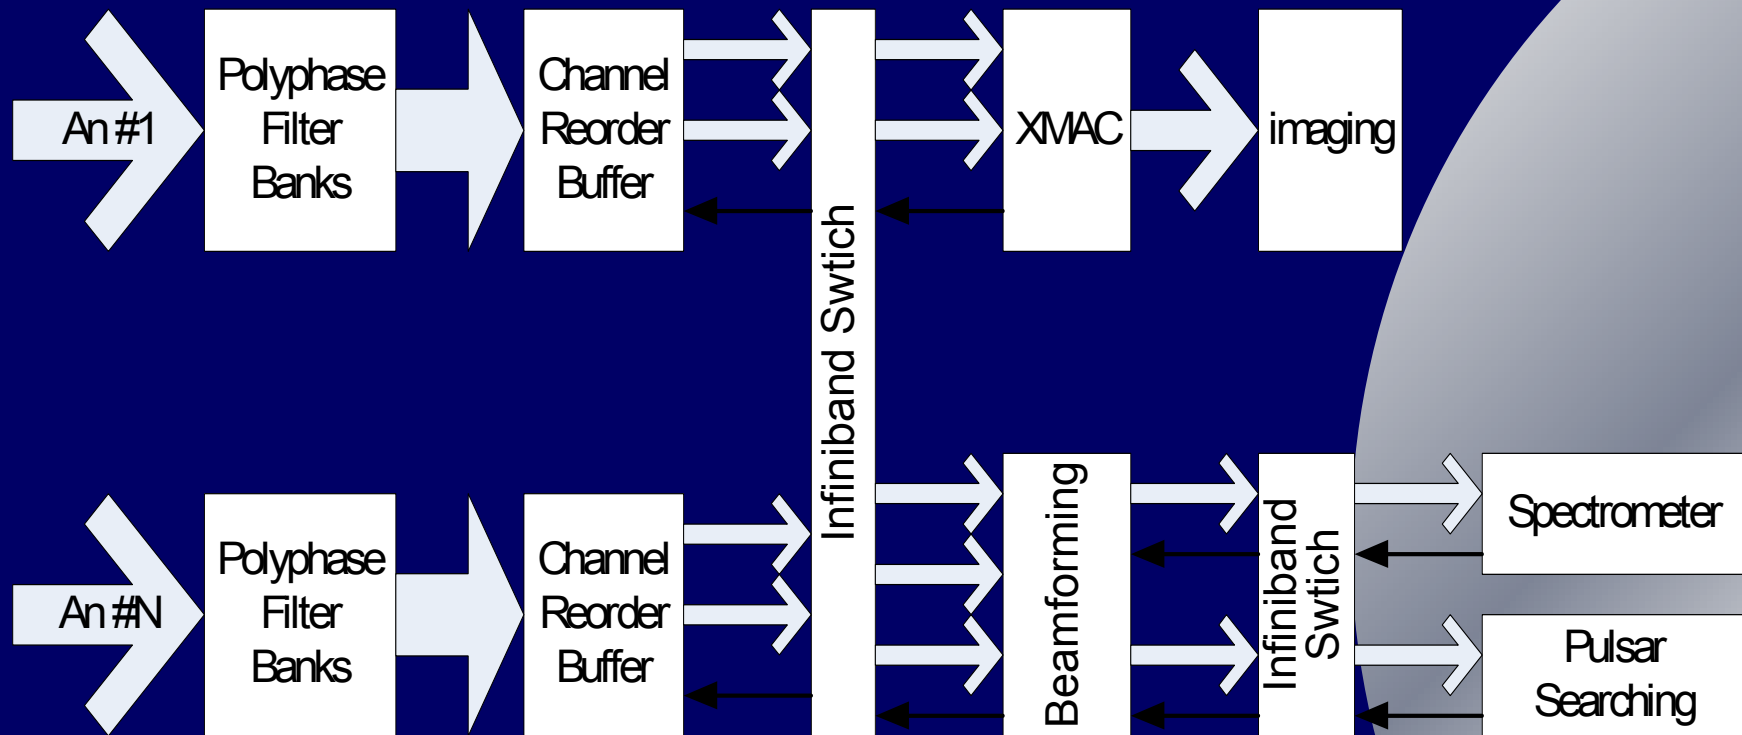 An #1
Polyphase
Filter
Banks
Channel
Reorder
Buffer
Infiniband Swtich
XMAC
imaging
An #N
Polyphase
Filter
Banks
Channel
Reorder
Buffer
Beamforming
Infiniband
Swtich
Spectrometer
Pulsar
Searching